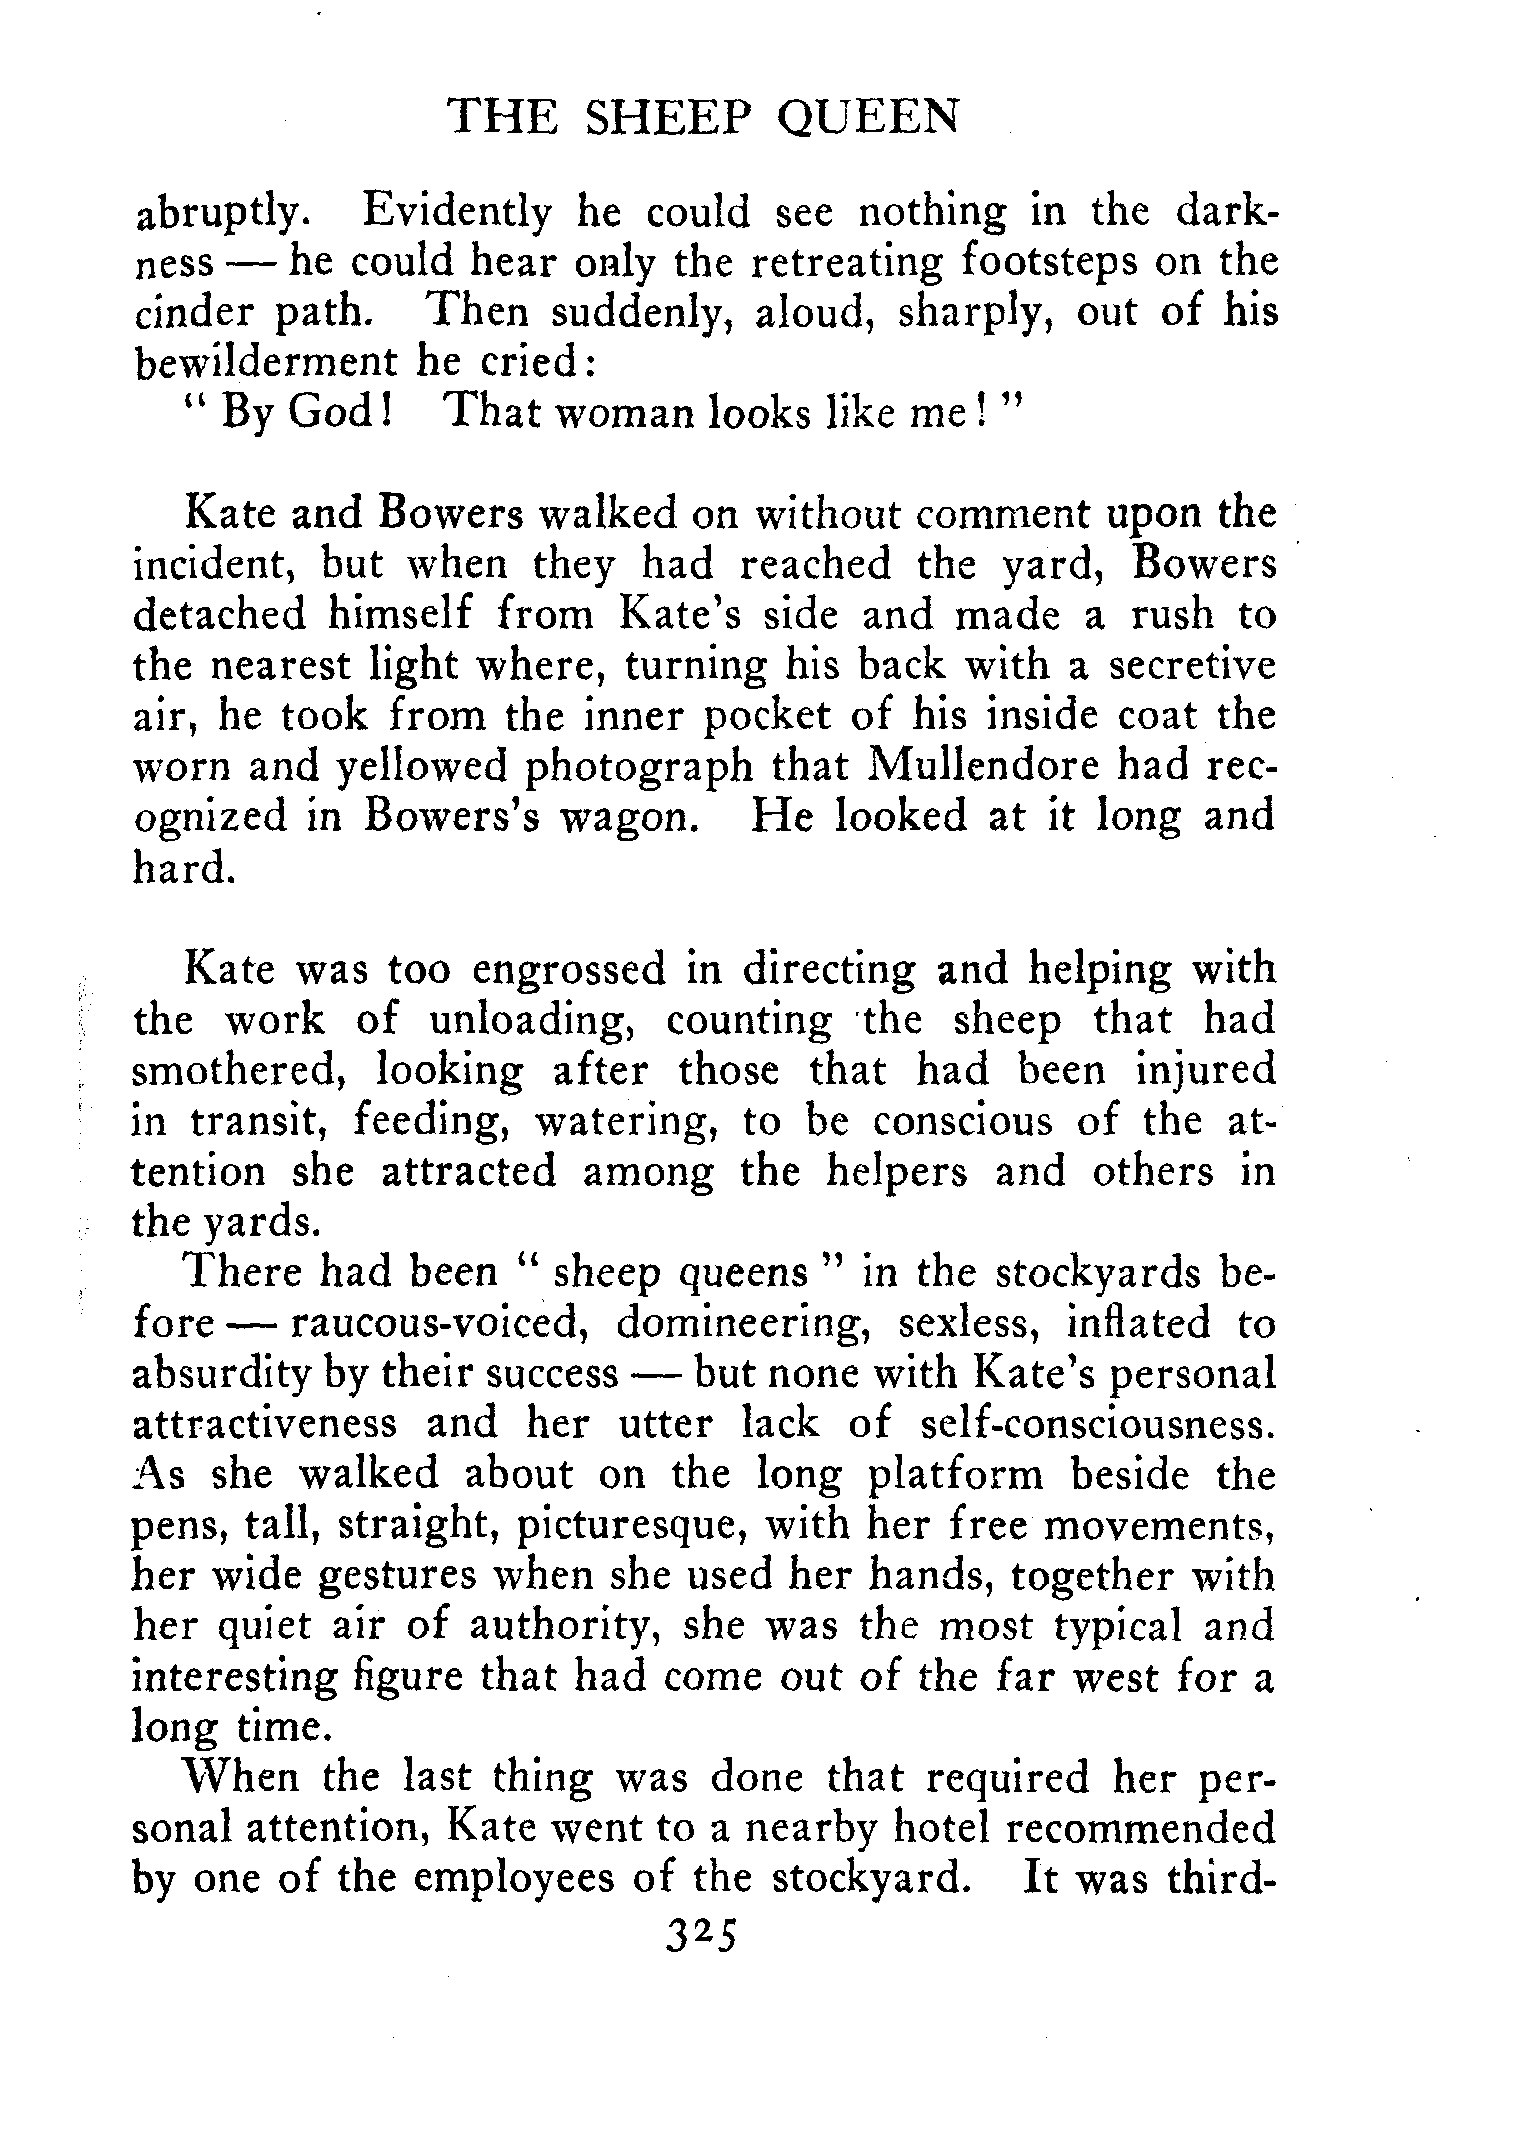 THE SHEEP QUEEN
abruptly. Evidently he could see nothing in the dark-
ness — he could hear only the retreating footsteps on the
cinder path. Then suddenly, aloud, sharply, out of his
bewilderment he cried:
" By God! That woman looks like me! "
Kate and Bowers walked on without comment upon the
incident, but when they had reached the yard, Bowers
detached himself from Kate's side and made a rush to
the nearest light where, turning his back with a secretive
air, he took from the inner pocket of his inside coat the
worn and yellowed photograph that Mullendore had rec-
ognized in Bowers's wagon. He looked at it long and
hard.
Kate was too engrossed in directing and helping with
the work of unloading, counting the sheep that had
smothered, looking after those that had been injured
in transit, feeding, watering, to be conscious of the at-
tention she attracted among the helpers and others in
the yards.
There had been " sheep queens " in the stockyards be-
fore — raucous-voiced, domineering, sexless, inflated to
absurdity by their success — but none with Kate's personal
attractiveness and her utter lack of self-consciousness.
As she walked about on the long platform beside the
pens, tall, straight, picturesque, with her free movements,
her wide gestures when she used her hands, together with
her quiet air of authority, she was the most typical and
interesting figure that had come out of the far west for a
long time.
When the last thing was done that required her per-
sonal attention, Kate went to a nearby hotel recommended
by one of the employees of the stockyard. It was third-
325